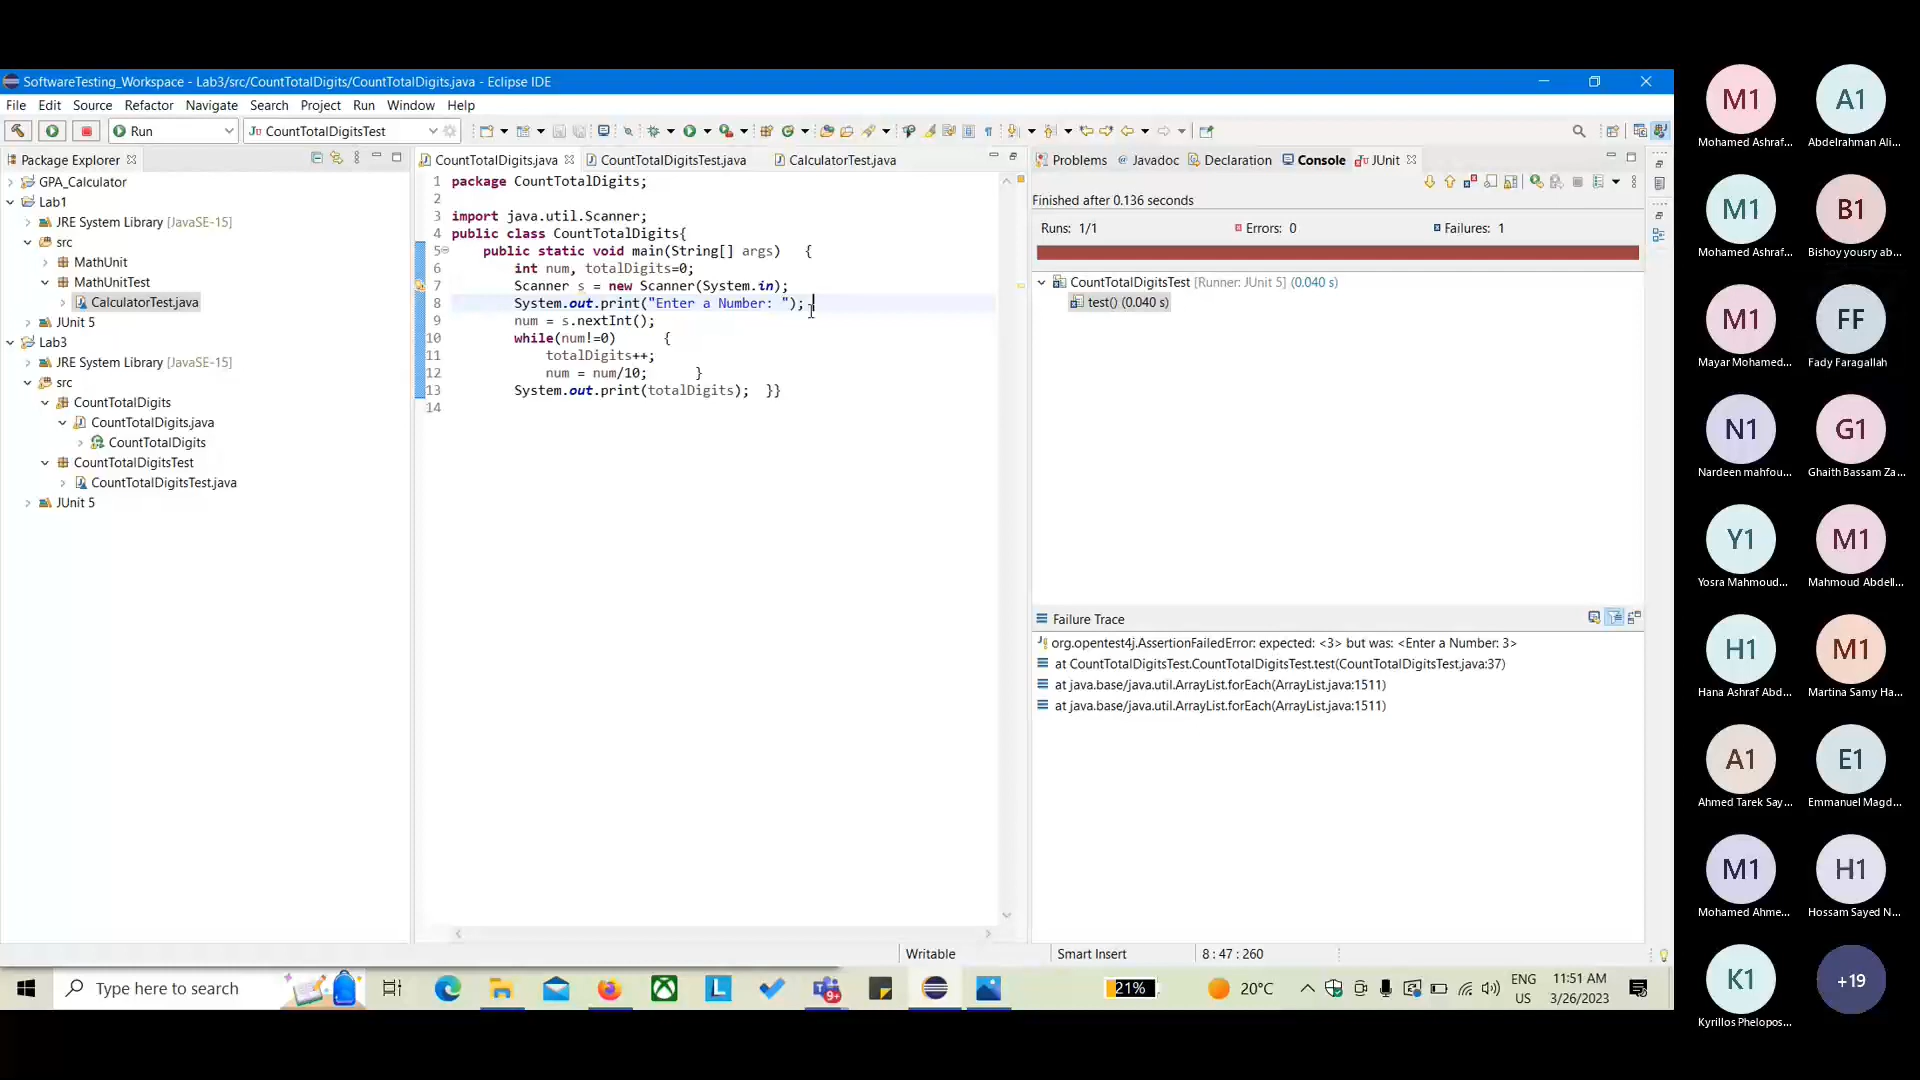 SoftwareTesting_Workspace - Lab3/src/CountTotalDigits/CountTotalDigits.java - Eclipse IDE
File Edit Source Refactor Navigate Search Project Run Window Help
Run
CountTotalDigitsTest
Package Explorer
GPA_Calculator
Lab1
JRE System Library [JavaSE-15]
src
MathUnit
MathUnitTest
CalculatorTest.java
JUnit 5
Lab3
JRE System Library [JavaSE-15]
src
CountTotalDigits
CountTotalDigits.java
CountTotalDigits
CountTotalDigitsTest
CountTotalDigitsTest.java
JUnit 5
CountTotalDigits.java CountTotalDigitsTest.java CalculatorTest.java
1 package CountTotalDigits;
2
3 import java.util.Scanner;
4 public class CountTotalDigits{
5 public static void main(String[] args) {
6 int num, totalDigits=0;
7 Scanner s = new Scanner(System.in);
8 System.out.print("Enter a Number: ");
9 num = s.nextInt();
10 while(num!=0) {
11 totalDigits++;
12 num = num/10; }
13 System.out.print(totalDigits); }}
14
Problems Javadoc Declaration Console JUnit
Finished after 0.136 seconds
Runs: 1/1 Errors: 0 Failures: 1
CountTotalDigitsTest [Runner: JUnit 5] (0.040 s)
test() (0.040 s)
Failure Trace
org.opentest4j.AssertionFailedError: expected: <3> but was: <Enter a Number: 3>
at CountTotalDigitsTest.CountTotalDigitsTest.test(CountTotalDigitsTest.java:37)
at java.base/java.util.ArrayList.forEach(ArrayList.java:1511)
at java.base/java.util.ArrayList.forEach(ArrayList.java:1511)
Writable Smart Insert 8 : 47 : 260
Type here to search
9+
21%
20°C
ENG
US
11:51 AM
3/26/2023
M1 A1
Mohamed Ashraf... Abdelrahman Ali...
M1 B1
Mohamed Ashraf... Bishoy yousry ab...
M1 FF
Mayar Mohamed... Fady Faragallah
N1 G1
Nardeen mahfou... Ghaith Bassam Za...
Y1 M1
Yosra Mahmoud... Mahmoud Abdell...
H1 M1
Hana Ashraf Abd... Martina Samy Ha...
A1 E1
Ahmed Tarek Say... Emmanuel Magd...
M1 H1
Mohamed Ahme... Hossam Sayed N...
K1 +19
Kyrillos Phelopos...